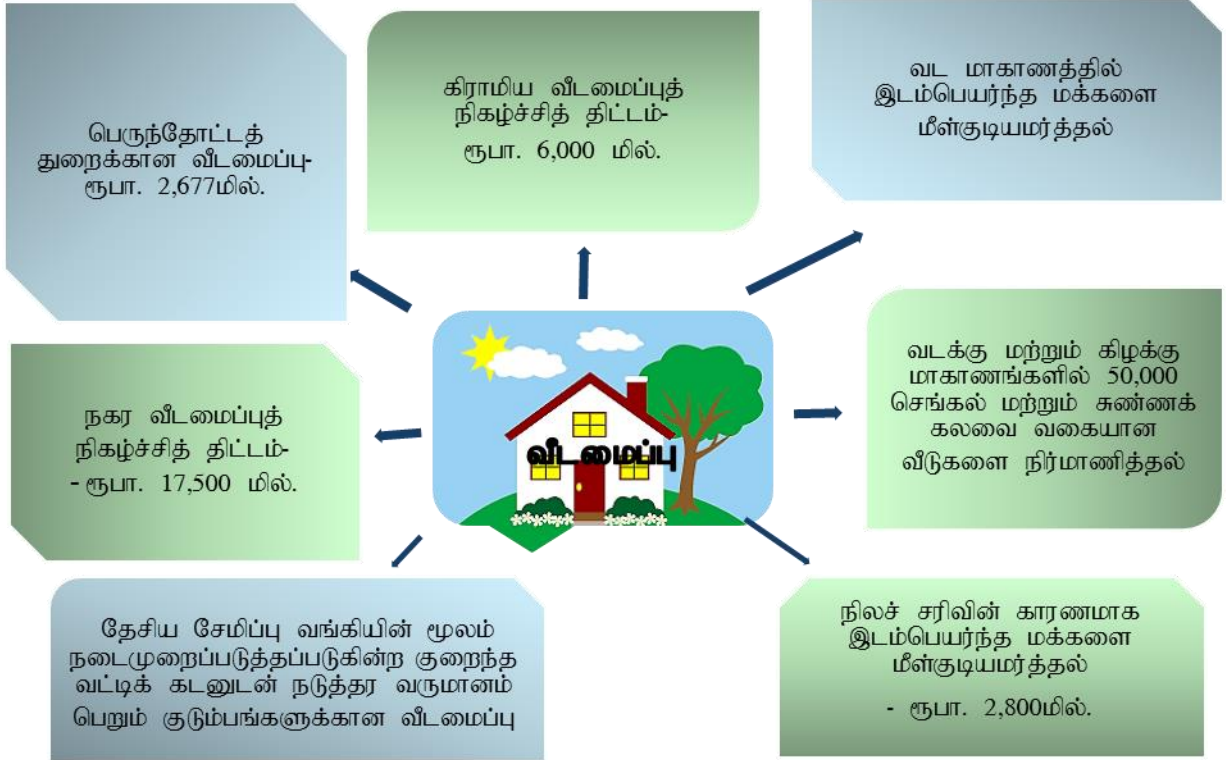 பெருந்தோட்டத்
துறைக்கான வீடமைப்பு-
ரூபா. 2,677மில்.
கிராமிய வீடமைப்புத்
நிகழ்ச்சித் திட்டம்-
ரூபா. 6,000 மில்.
வட மாகாணத்தில்
இடம்பெயர்ந்த மக்களை
மீள்குடியமர்த்தல்
நகர வீடமைப்புத்
நிகழ்ச்சித் திட்டம்-
- ரூபா. 17,500 மில்.
வீடமைப்பு
வடக்கு மற்றும் கிழக்கு
மாகாணங்களில் 50,000
செங்கல் மற்றும் சுண்ணக்
கலவை வகையான
வீடுகளை நிர்மாணித்தல்
தேசிய சேமிப்பு வங்கியின் மூலம்
நடைமுறைப்படுத்தப்படுகின்ற குறைந்த
வட்டிக் கடனுடன் நடுத்தர வருமானம்
பெறும் குடும்பங்களுக்கான வீடமைப்பு
நிலச் சரிவின் காரணமாக
இடம்பெயர்ந்த மக்களை
மீள்குடியமர்த்தல்
- ரூபா. 2,800மில்.